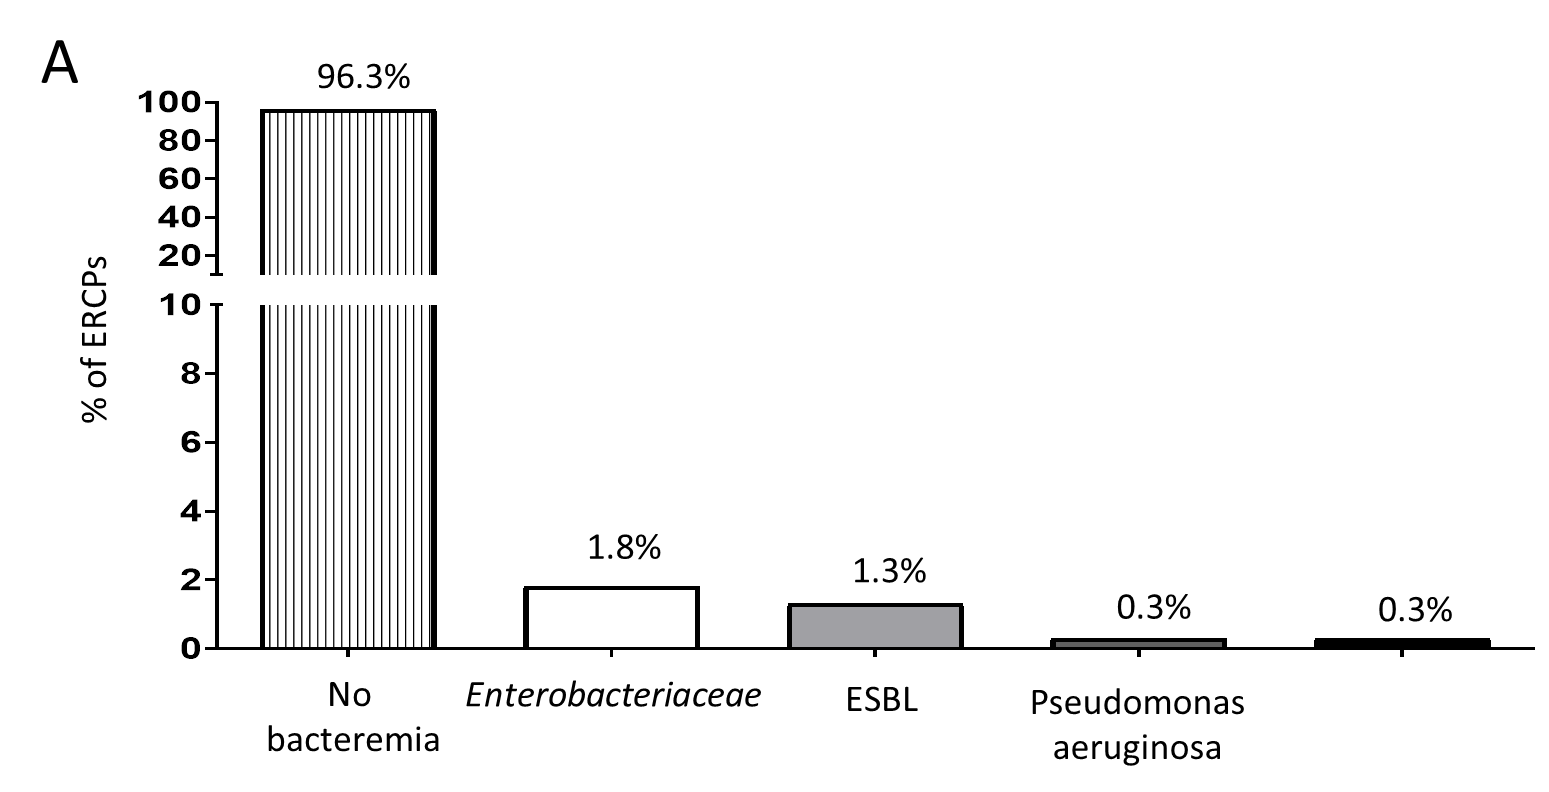 A
96.3%
100
80
60
40
20
10
8
6
4
2
0
% of ERCPs
1.8%
1.3%
0.3%
0.3%
No
bacteremia
Enterobacteriaceae
ESBL
Pseudomonas
aeruginosa